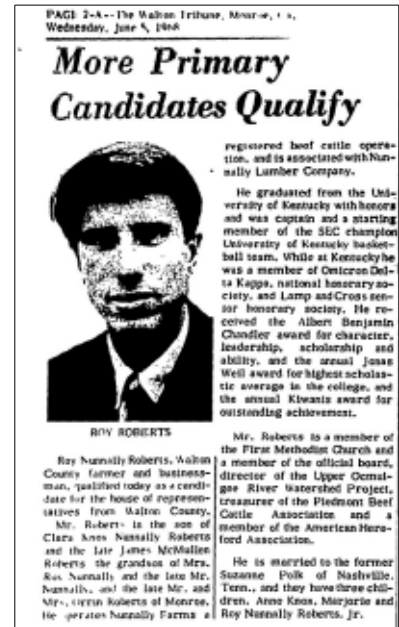 PAGE 2-A--The Walton Tribune, Monroe, Ga.
Wednesday, June 5, 1968
More Primary
Candidates Qualify
ROY ROBERTS
Roy Nunnally Roberts, Walton
County farmer and business-
man, qualified today as a candi-
date for the house of represen-
tatives from Walton County.
Mr. Roberts is the son of
Clara Knox Nunnally Roberts
and the late James McMullen
Roberts the grandson of Mrs.
Roy Nunnally and the late Mr.
Nunnally, and the late Mr. and
Mrs. Orrin Roberts of Monroe.
He operates Nunnally Farms a
registered beef cattle opera-
tion, and is associated with Nun-
nally Lumber Company.
He graduated from the Uni-
versity of Kentucky with honors
and was captain and a starting
member of the SEC champion
University of Kentucky basket-
ball team. While at Kentucky he
was a member of Omicron Del-
ta Kappa, national honorary so-
ciety, and Lamp and Cross sen-
ior honorary society. He re-
ceived the Albert Benjamin
Chandler award for character,
leadership, scholarship and
ability, and the annual Jonas
Weil award for highest scholas-
tic average in the college, and
the annual Kiwanis award for
outstanding achievement.
Mr. Roberts is a member of
the First Methodist Church and
a member of the official board,
director of the Upper Ocmul-
gee River Watershed Project,
treasurer of the Piedmont Beef
Cattle Association and a
member of the American Here-
ford Association.
He is married to the former
Suzanne Polk of Nashville,
Tenn., and they have three chil-
dren, Anne Knox, Marjorie and
Roy Nunnally Roberts, Jr.